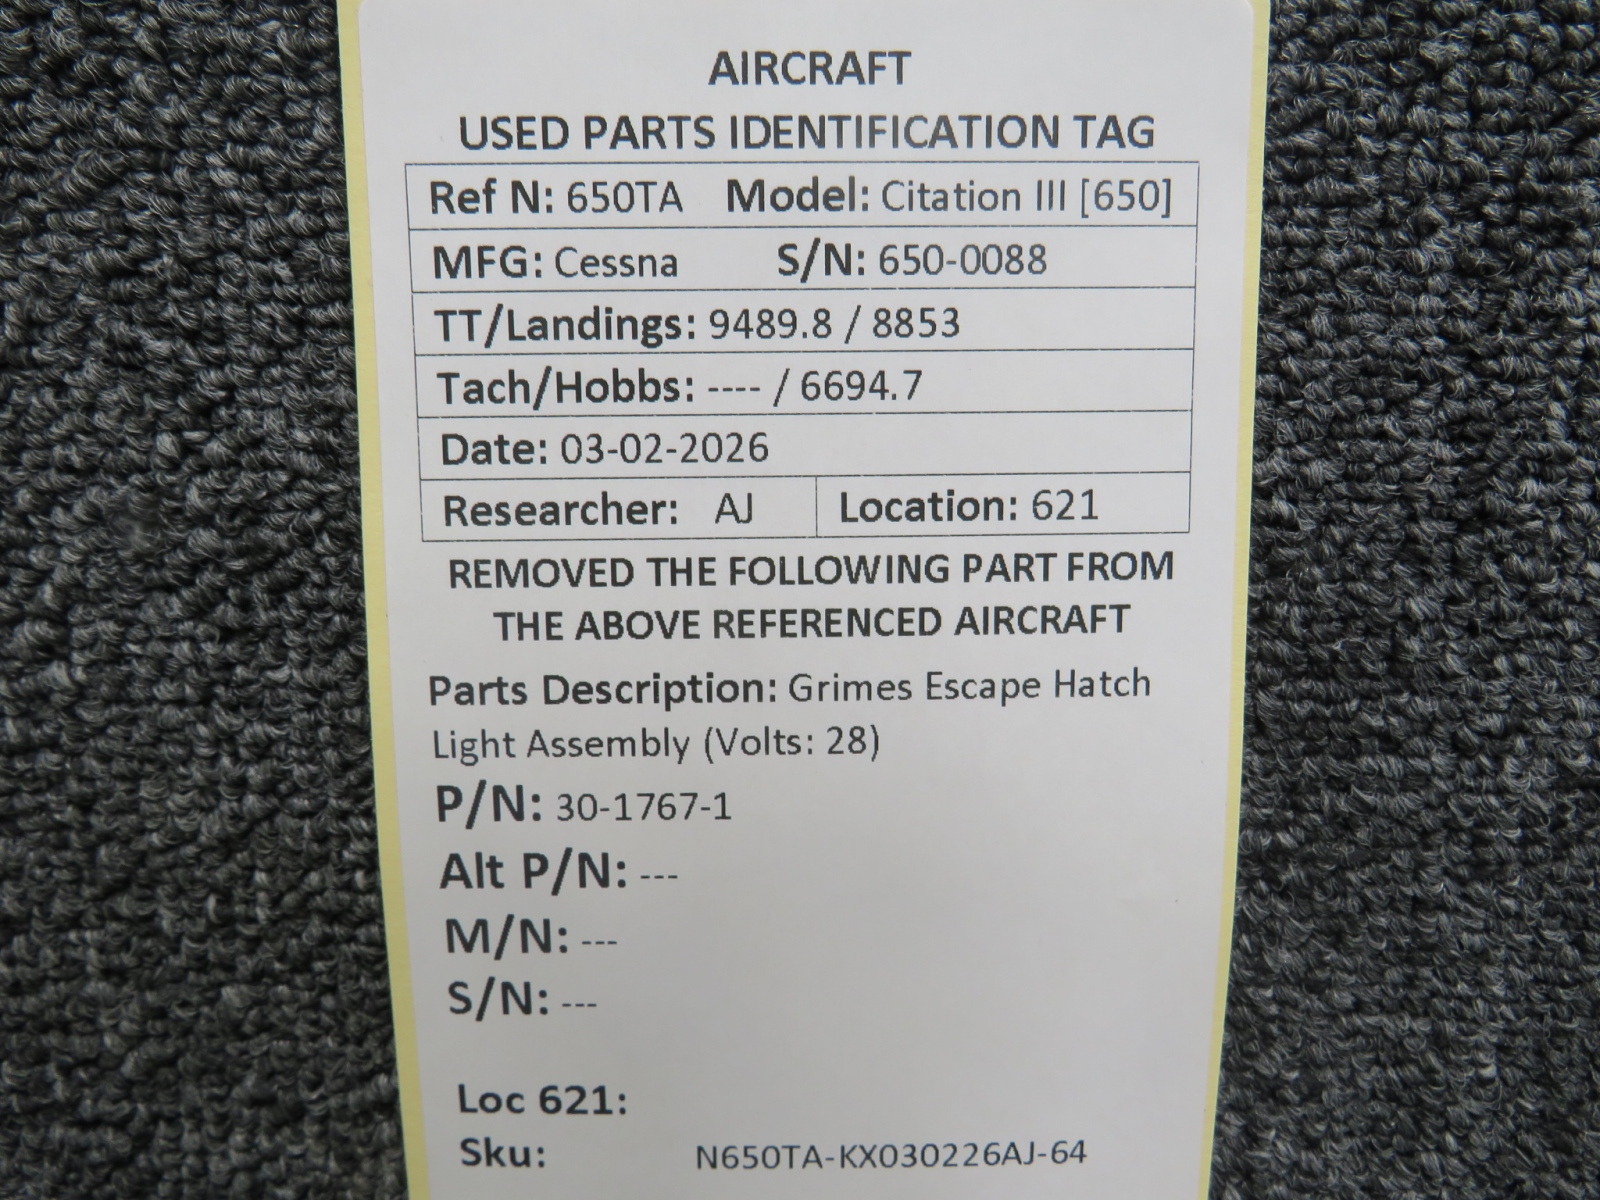 AIRCRAFT
USED PARTS IDENTIFICATION TAG
Ref N: 650TA Model: Citation III [650]
MFG: Cessna S/N: 650-0088
TT/Landings: 9489.8 / 8853
Tach/Hobbs: ---- / 6694.7
Date: 03-02-2026
Researcher: AJ Location: 621
REMOVED THE FOLLOWING PART FROM
THE ABOVE REFERENCED AIRCRAFT
Parts Description: Grimes Escape Hatch
Light Assembly (Volts: 28)
P/N: 30-1767-1
Alt P/N: ---
M/N: ---
S/N: ---
Loc 621:
Sku: N650TA-KX030226AJ-64